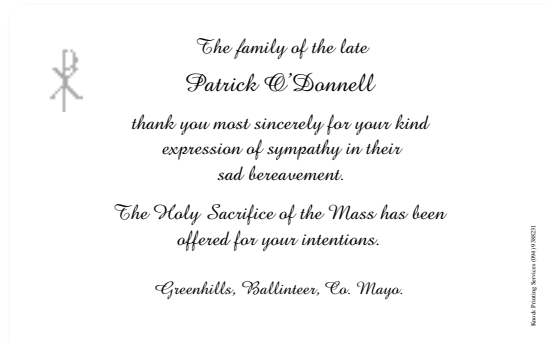 The family of the late
Patrick O'Donnell
thank you most sincerely for your kind
expression of sympathy in their
sad bereavement.
The Holy Sacrifice of the Mass has been
offered for your intentions.
Greenhills, Ballinteer, Co. Mayo.
Knock Printing Services (094) 9388231